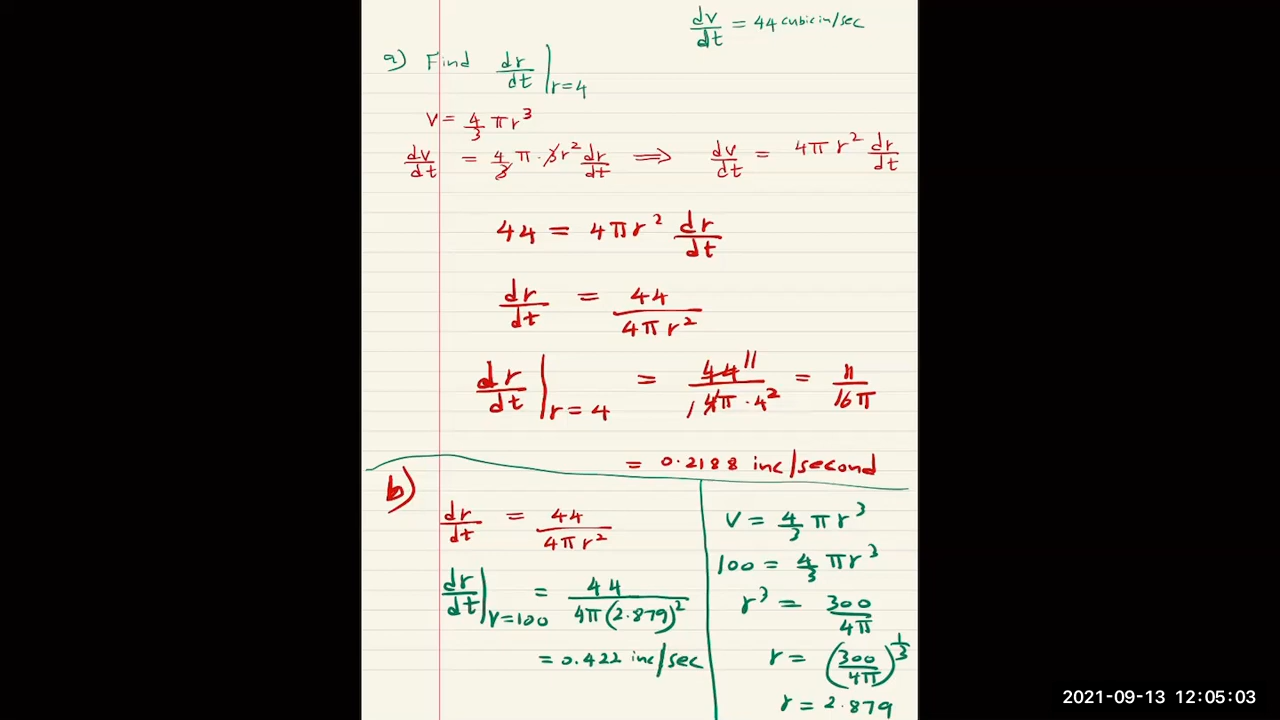 dv/dt = 44 cubic in/sec
a) Find dr/dt |r=4
V = 4/3 πr³
dv/dt = 4/3 π · 3r² dr/dt ⟹ dv/dt = 4πr² dr/dt
44 = 4πr² dr/dt
dr/dt = 44/4πr²
dr/dt |r=4 = 44 11/1 4π · 4² = 11/16π
= 0.2188 inc/second
b)
dr/dt = 44/4πr²
dr/dt |V=100 = 44/4π(2.879)²
= 0.422 inc/sec
V = 4/3 πr³
100 = 4/3 πr³
r³ = 300/4π
r = (300/4π)^1/3
r = 2.879
2021-09-13 12:05:03